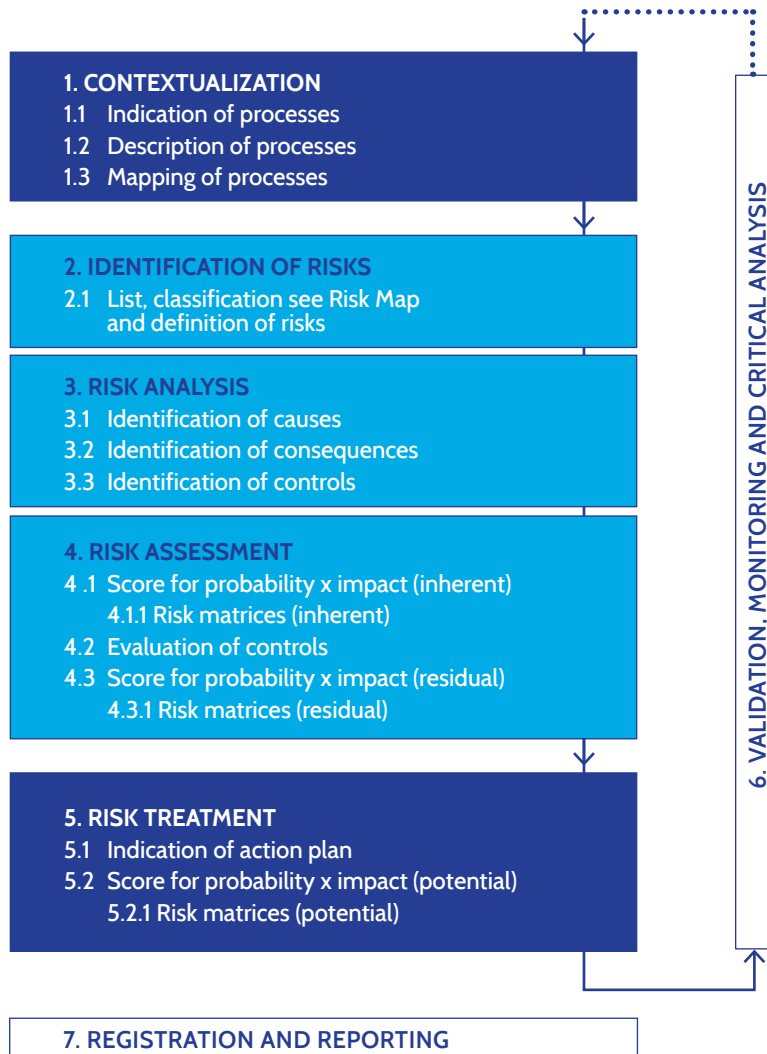 1. CONTEXTUALIZATION
1.1 Indication of processes
1.2 Description of processes
1.3 Mapping of processes
2. IDENTIFICATION OF RISKS
2.1 List, classification see Risk Map
and definition of risks
3. RISK ANALYSIS
3.1 Identification of causes
3.2 Identification of consequences
3.3 Identification of controls
4. RISK ASSESSMENT
4 .1 Score for probability x impact (inherent)
4.1.1 Risk matrices (inherent)
4.2 Evaluation of controls
4.3 Score for probability x impact (residual)
4.3.1 Risk matrices (residual)
5. RISK TREATMENT
5.1 Indication of action plan
5.2 Score for probability x impact (potential)
5.2.1 Risk matrices (potential)
6. VALIDATION, MONITORING AND CRITICAL ANALYSIS
7. REGISTRATION AND REPORTING